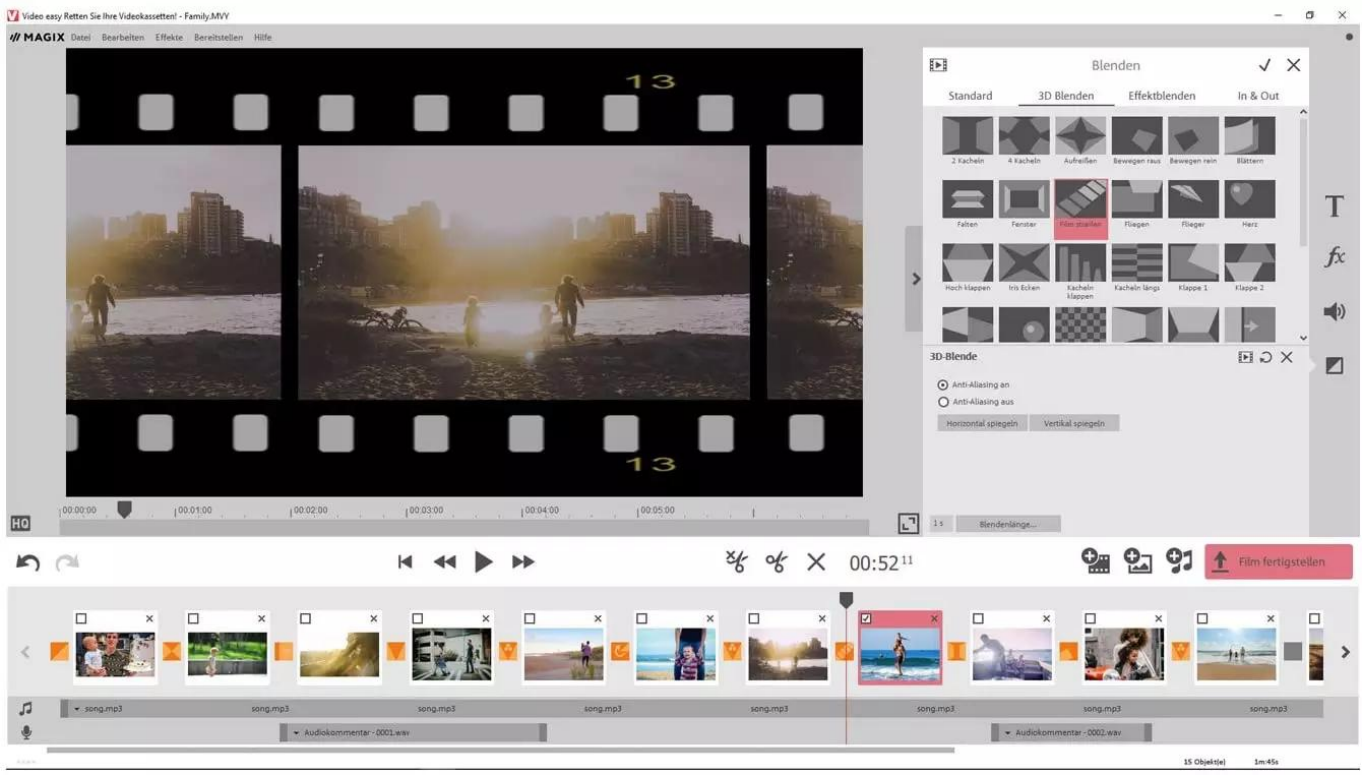 Video easy Retten Sie Ihre Videokassetten! - Family.MVY
MAGIX Datei Bearbeiten Effekte Bereitstellen Hilfe
13
13
Blenden
Standard 3D Blenden Effektblenden In & Out
2 Kacheln 4 Kacheln Aufreißen Bewegen raus Bewegen rein Blättern
Falten Fenster Filmstreifen Fliegen Flieger Herz
Hoch klappen Iris Ecken Kacheln klappen Kacheln längs Klappe 1 Klappe 2
3D-Blende
Anti-Aliasing an
Anti-Aliasing aus
Horizontal spiegeln Vertikal spiegeln
1 s Blendenlänge...
T
fx
HQ
00:00:00 00:01:00 00:02:00 00:03:00 00:04:00 00:05:00
00:52 11
Film fertigstellen
song.mp3 song.mp3 song.mp3 song.mp3 song.mp3 song.mp3 song.mp3 song.mp3
Audiokommentar - 0001.wav Audiokommentar - 0002.wav
15 Objekt(e) 1m:45s